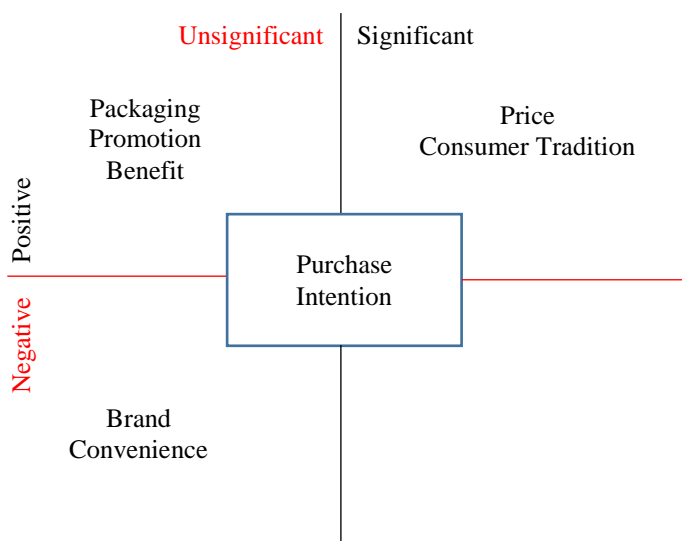 Unsignificant
Significant
Packaging
Promotion
Benefit
Price
Consumer Tradition
Positive
Purchase
Intention
Negative
Brand
Convenience